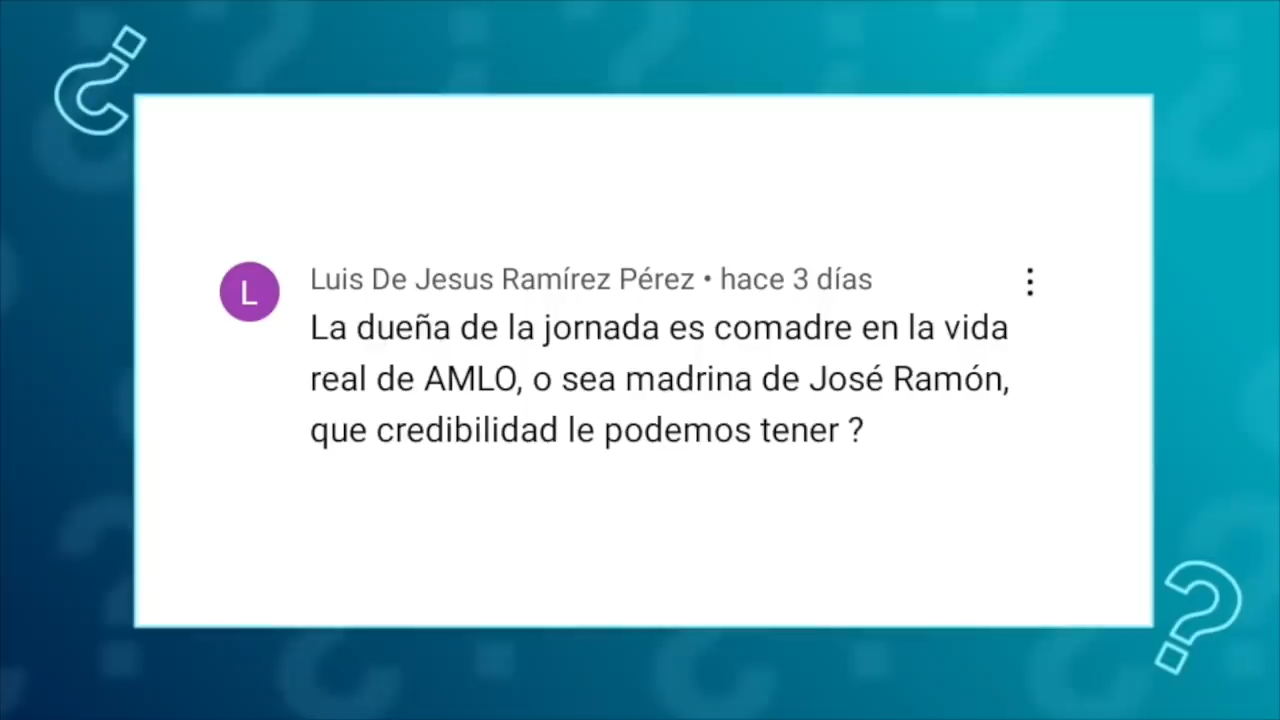 L
Luis De Jesus Ramírez Pérez • hace 3 días
La dueña de la jornada es comadre en la vida
real de AMLO, o sea madrina de José Ramón,
que credibilidad le podemos tener ?